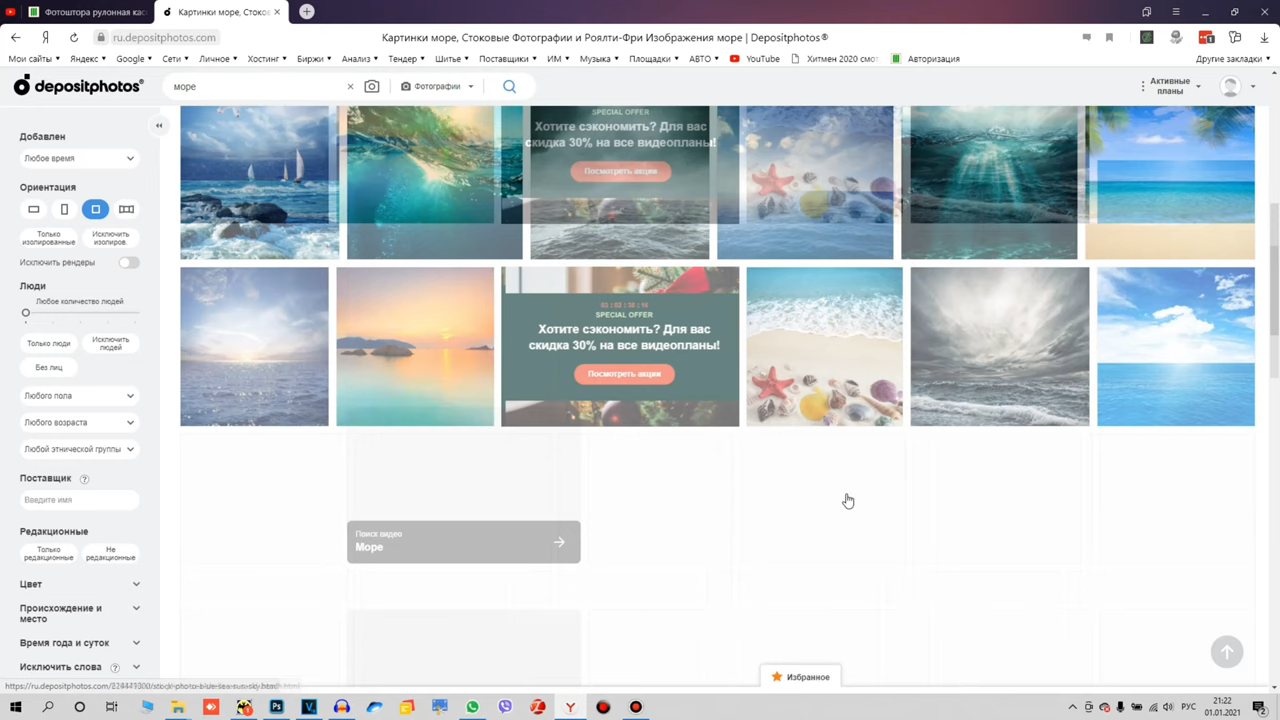 Фотоштора рулонная касс
Картинки море, Стоков
ru.depositphotos.com
Картинки море, Стоковые Фотографии и Роялти-Фри Изображения море | Depositphotos®
Мои сайты
Яндекс
Google
Сети
Личное
Хостинг
Биржи
Анализ
Тендер
Шитье
Поставщики
ИМ
Музыка
Площадки
АВТО
YouTube
Хитмен 2020 смот
Авторизация
Другие закладки
depositphotos®
море
Фотографии
Активные
планы
Добавлен
Любое время
Ориентация
Только
изолированные
Исключить
изолиров.
Исключить рендеры
Люди
Любое количество людей
Только люди
Исключить
людей
Без лиц
Любого пола
Любого возраста
Любой этнической группы
Поставщик
Введите имя
Редакционные
Только
редакционные
Не
редакционные
Цвет
Происхождение и
место
Время года и суток
Исключить слова
SPECIAL OFFER
Хотите сэкономить? Для вас
скидка 30% на все видеопланы!
Посмотреть акции
SPECIAL OFFER
Хотите сэкономить? Для вас
скидка 30% на все видеопланы!
Посмотреть акции
Поиск видео
Море
Избранное
РУС
21:22
01.01.2021